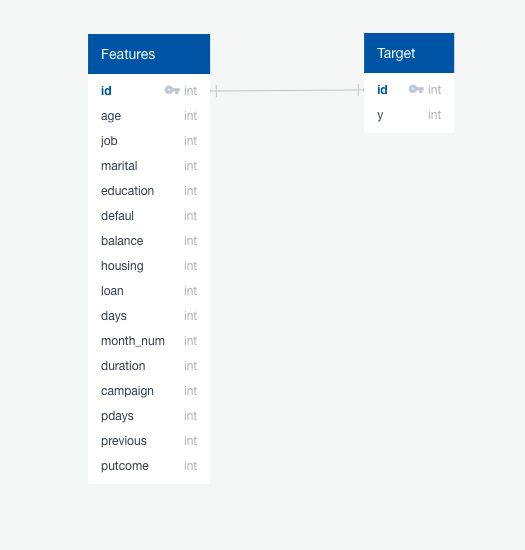 Features
id int
age int
job int
marital int
education int
defaul int
balance int
housing int
loan int
days int
month_num int
duration int
campaign int
pdays int
previous int
putcome int
Target
id int
y int